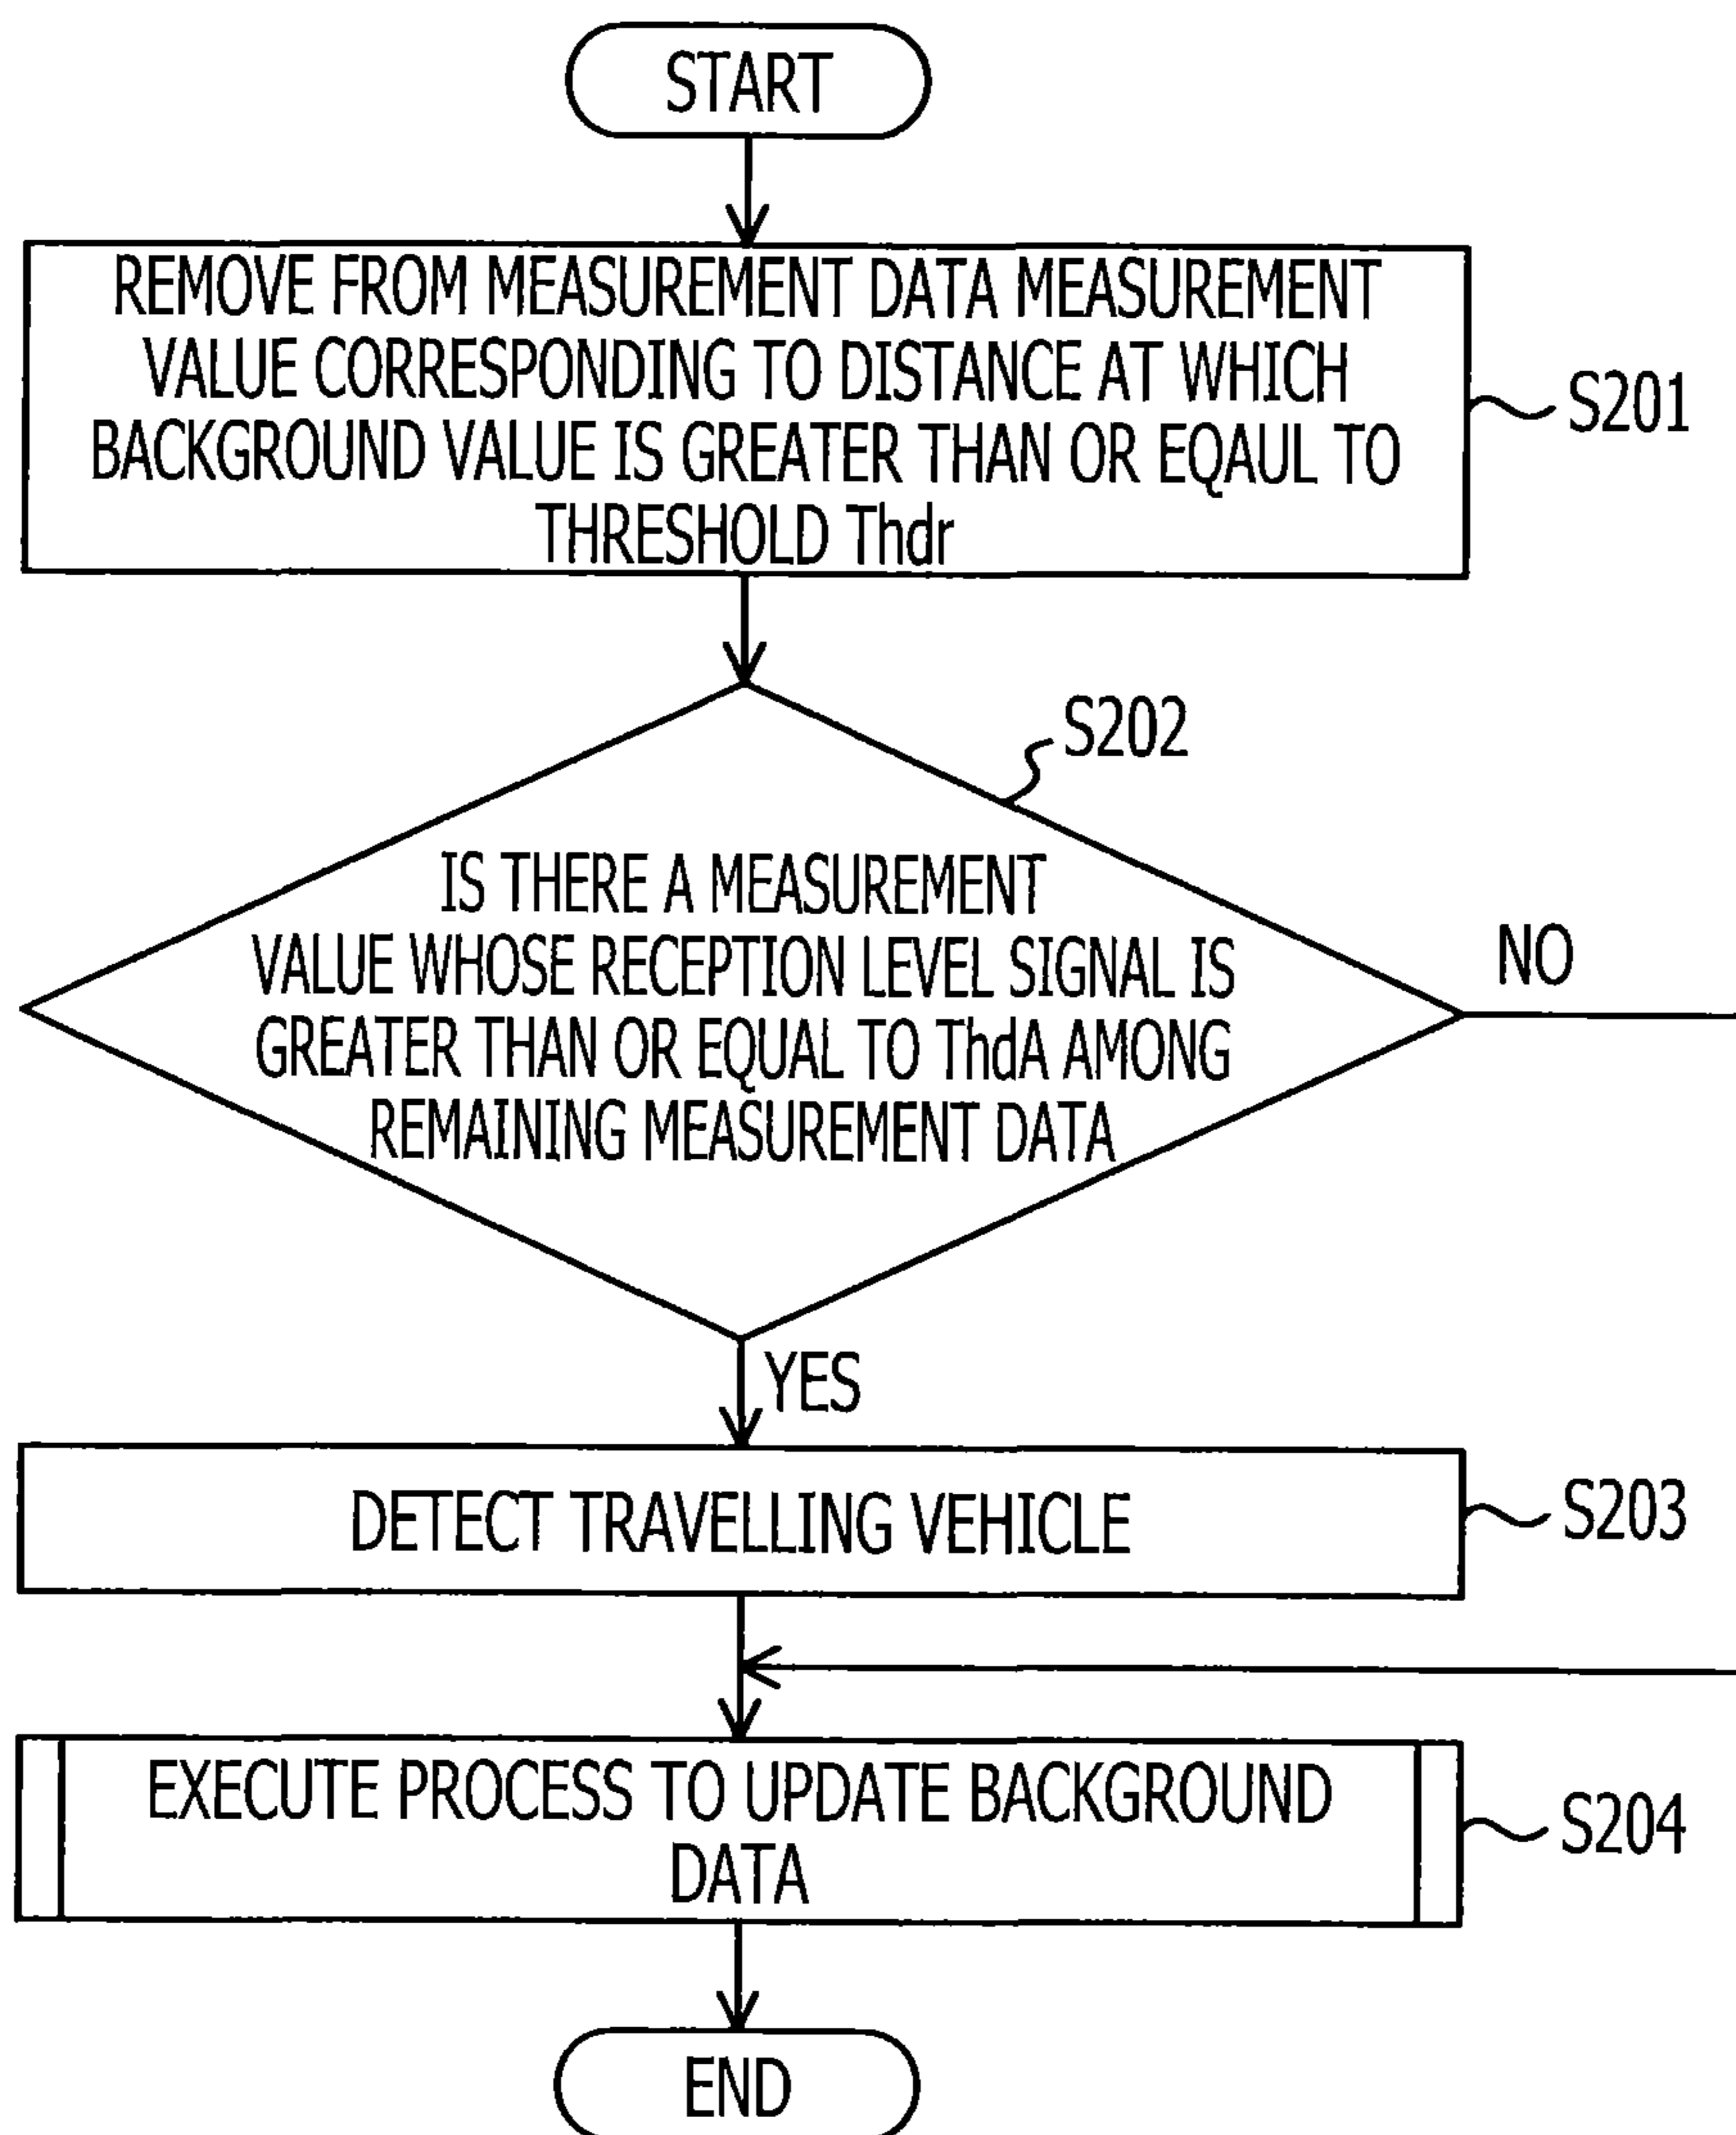 START
REMOVE FROM MEASUREMENT DATA MEASUREMENT
VALUE CORRESPONDING TO DISTANCE AT WHICH
BACKGROUND VALUE IS GREATER THAN OR EQAUL TO
THRESHOLD Thdr
S201
S202
IS THERE A MEASUREMENT
VALUE WHOSE RECEPTION LEVEL SIGNAL IS
GREATER THAN OR EQUAL TO ThdA AMONG
REMAINING MEASUREMENT DATA
NO
YES
DETECT TRAVELLING VEHICLE
S203
EXECUTE PROCESS TO UPDATE BACKGROUND
DATA
S204
END